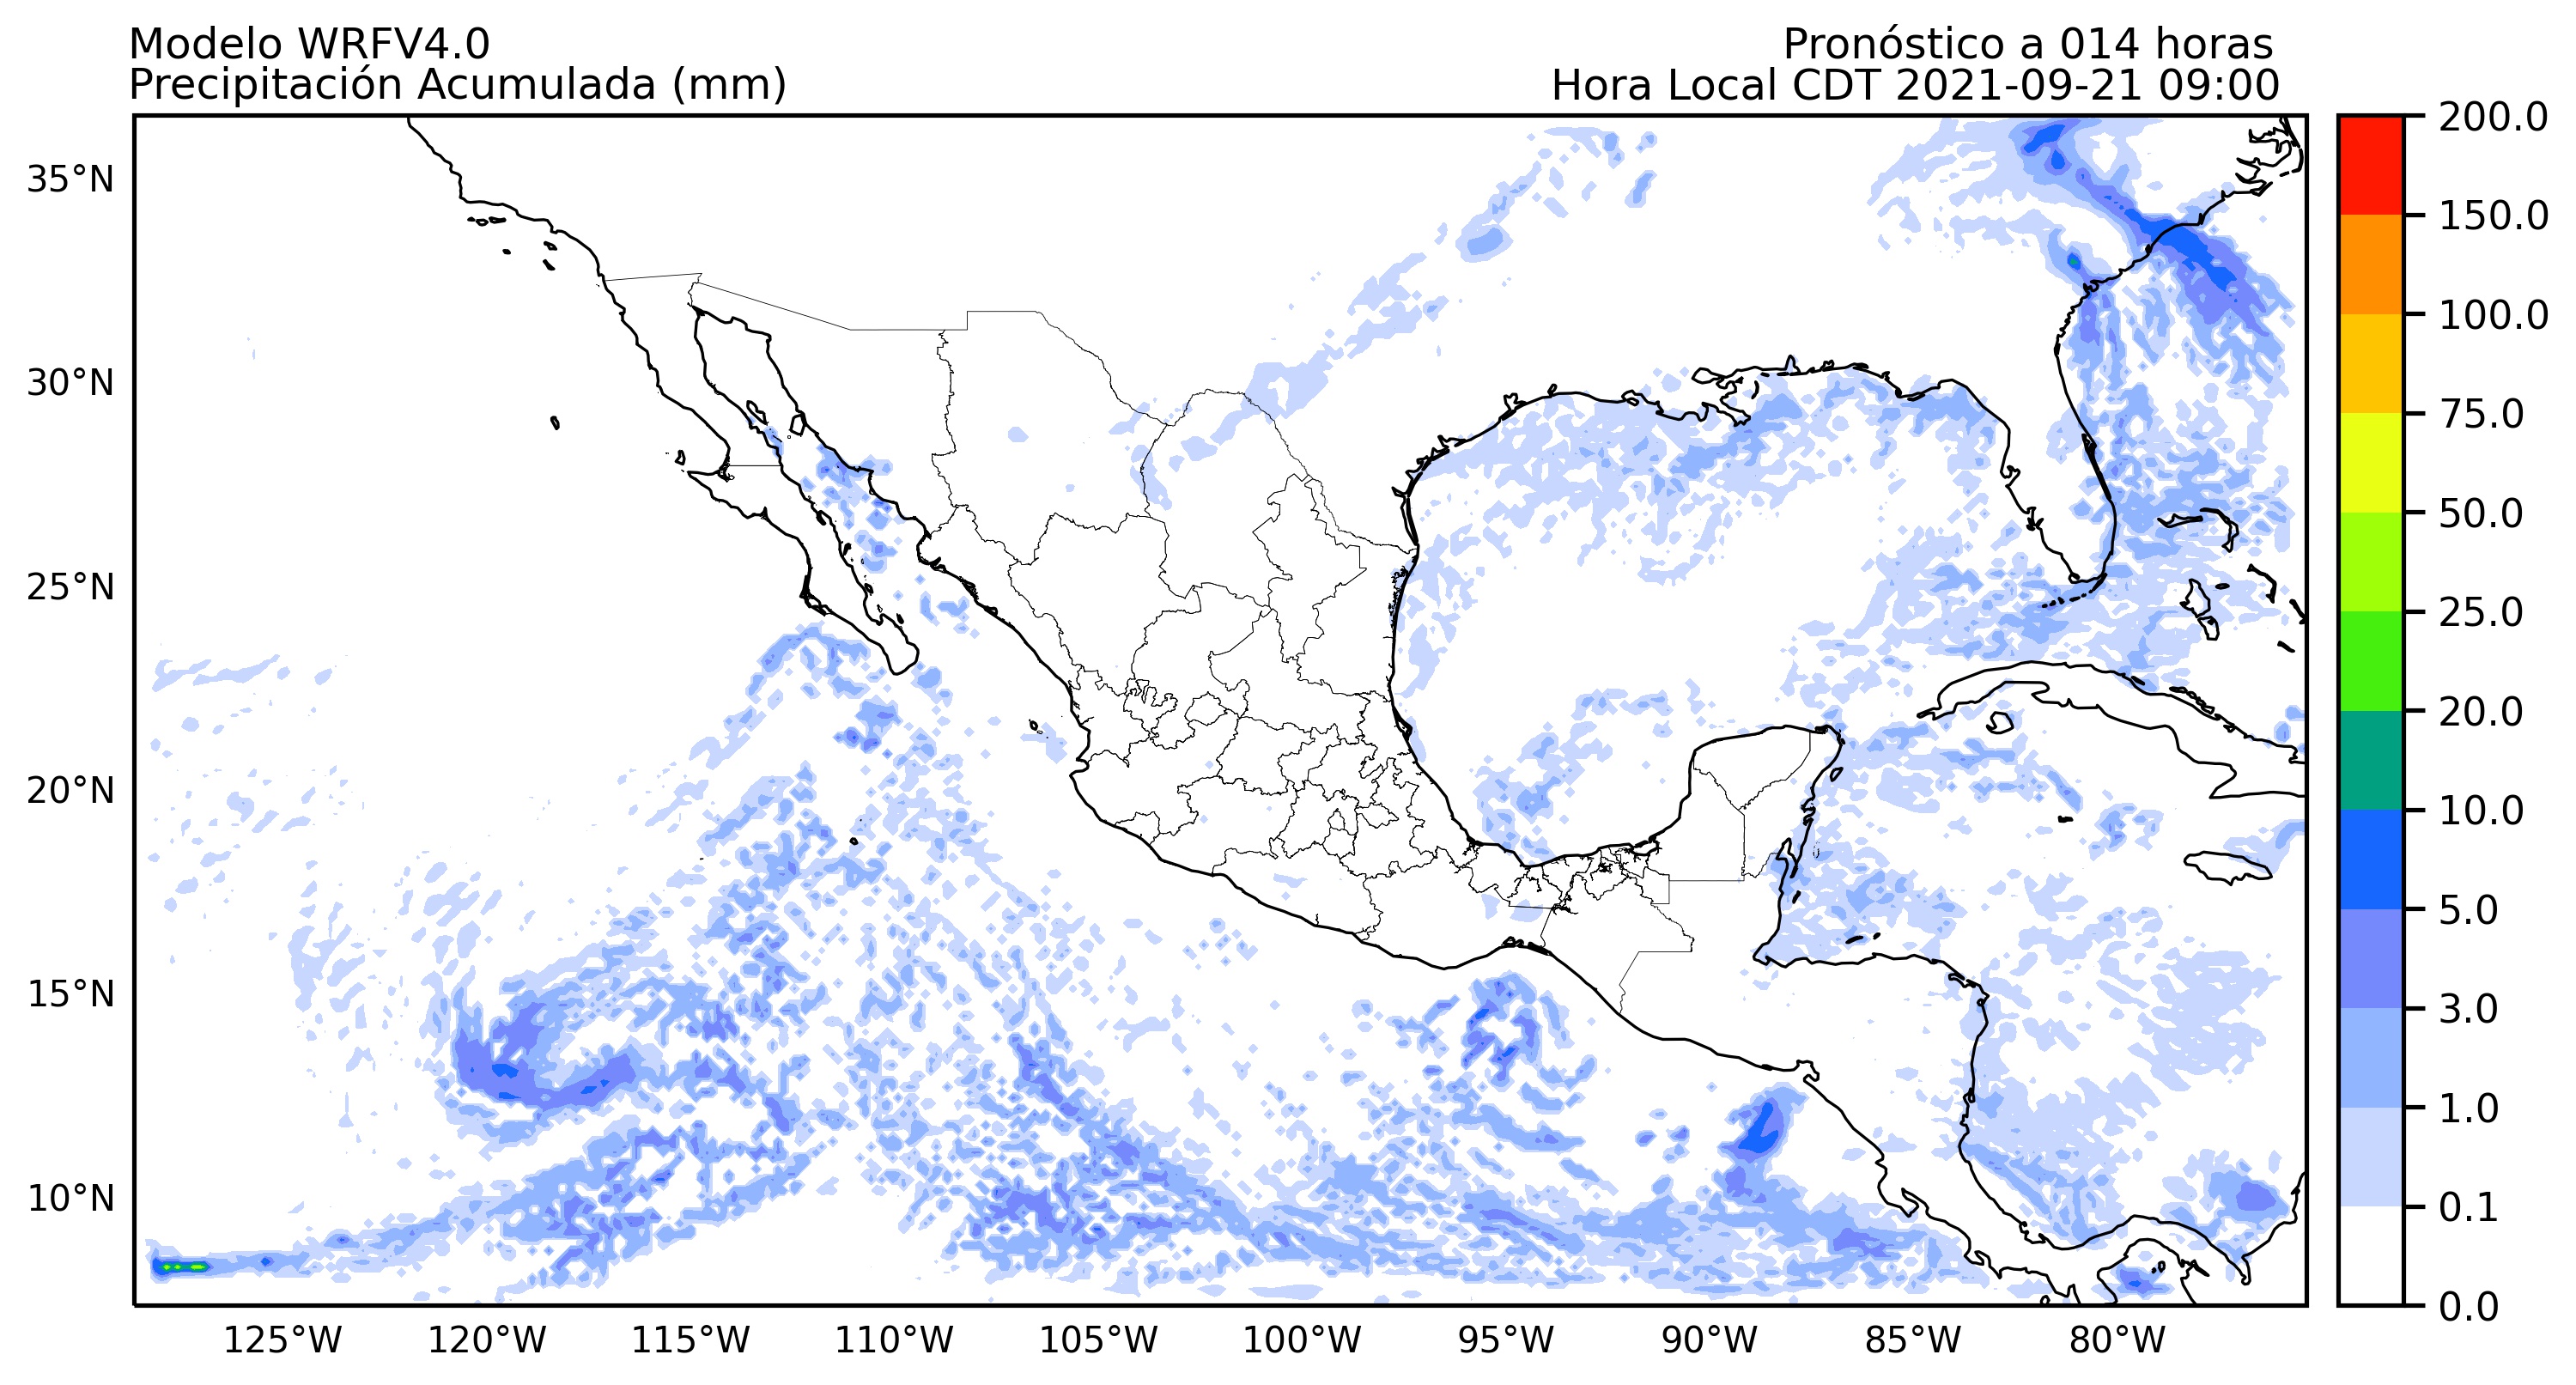 Modelo WRFV4.0
Precipitación Acumulada (mm)
Pronóstico a 014 horas
Hora Local CDT 2021-09-21 09:00
35°N
30°N
25°N
20°N
15°N
10°N
125°W
120°W
115°W
110°W
105°W
100°W
95°W
90°W
85°W
80°W
200.0
150.0
100.0
75.0
50.0
25.0
20.0
10.0
5.0
3.0
1.0
0.1
0.0